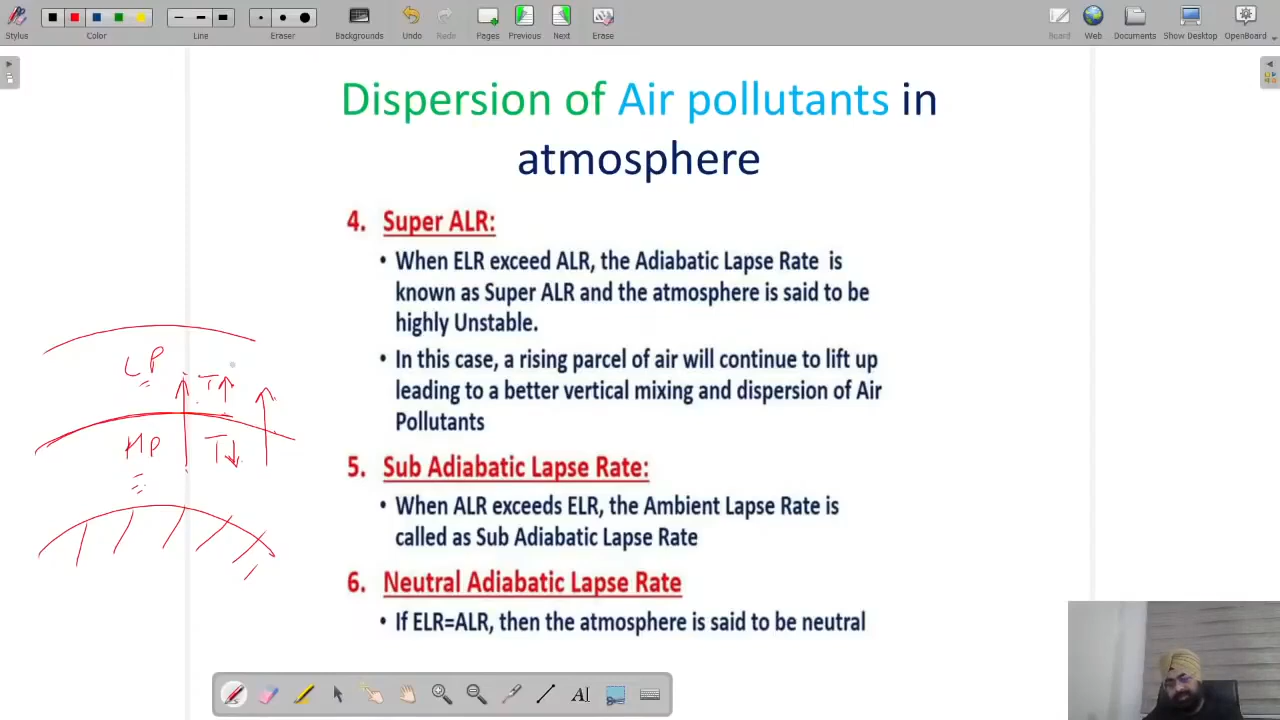 Stylus
Color
Line
Eraser
Backgrounds
Undo
Redo
Pages
Previous
Next
Erase
Board
Web
Documents
Show Desktop
OpenBoard
Dispersion of Air pollutants in
atmosphere
4. Super ALR:
• When ELR exceed ALR, the Adiabatic Lapse Rate is
known as Super ALR and the atmosphere is said to be
highly Unstable.
• In this case, a rising parcel of air will continue to lift up
leading to a better vertical mixing and dispersion of Air
Pollutants
5. Sub Adiabatic Lapse Rate:
• When ALR exceeds ELR, the Ambient Lapse Rate is
called as Sub Adiabatic Lapse Rate
6. Neutral Adiabatic Lapse Rate
• If ELR=ALR, then the atmosphere is said to be neutral
LP T↑
HP T↓
AI